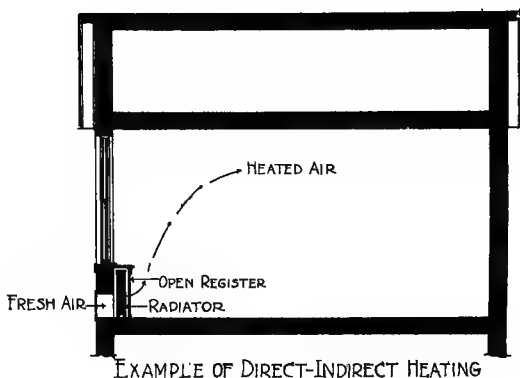 HEATED AIR
OPEN REGISTER
FRESH AIR
RADIATOR
EXAMPLE OF DIRECT-INDIRECT HEATING